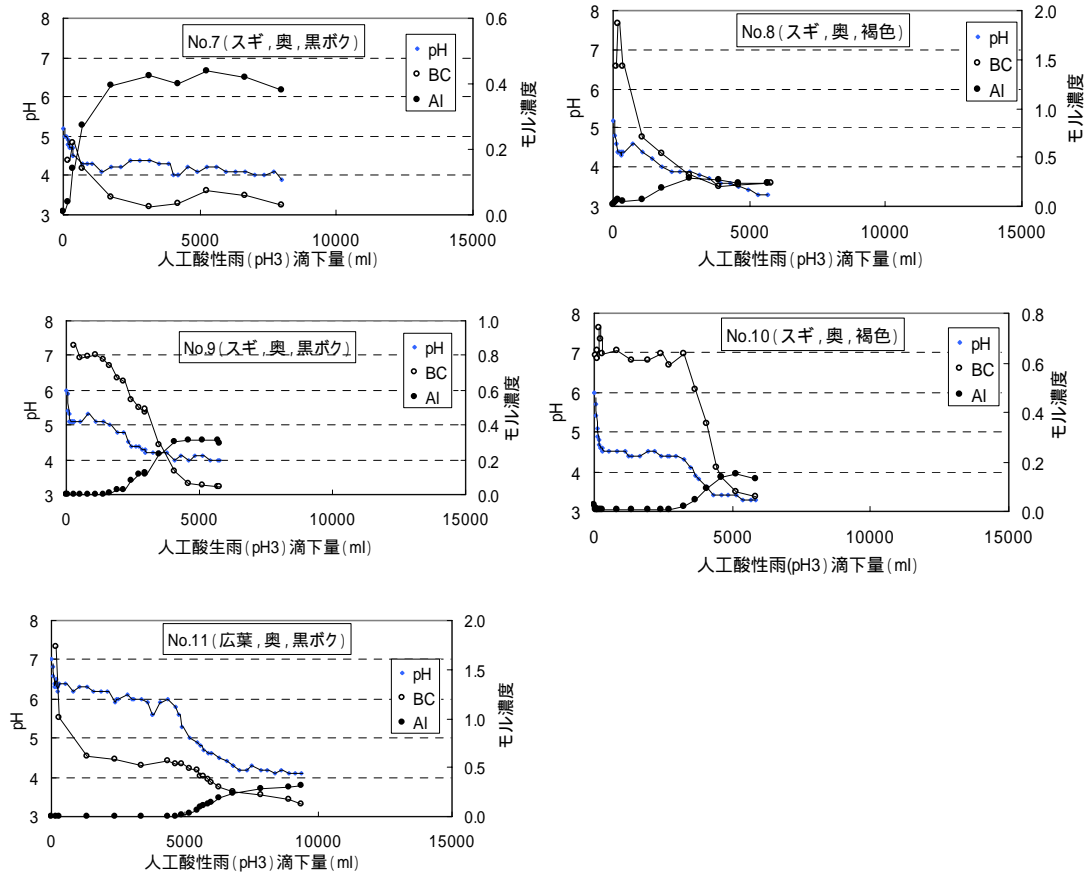 No.7(スギ,奥,黒ボク)
pH
BC
Al
8
7
6
5
4
3
0.6
0.4
0.2
0.0
pH
モル濃度
0 5000 10000 15000
人工酸性雨(pH3)滴下量(ml)
No.8(スギ,奥,褐色)
pH
BC
Al
8
7
6
5
4
3
2.0
1.5
1.0
0.5
0.0
pH
モル濃度
0 5000 10000 15000
人工酸性雨(pH3)滴下量(ml)
No.9(スギ,奥,黒ボク)
pH
BC
Al
8
7
6
5
4
3
1.0
0.8
0.6
0.4
0.2
0.0
pH
モル濃度
0 5000 10000 15000
人工酸生雨(pH3)滴下量(ml)
No.10(スギ,奥,褐色)
pH
BC
Al
8
7
6
5
4
3
0.8
0.6
0.4
0.2
0.0
pH
モル濃度
0 5000 10000 15000
人工酸性雨(pH3)滴下量(ml)
No.11(広葉,奥,黒ボク)
pH
BC
Al
8
7
6
5
4
3
2.0
1.5
1.0
0.5
0.0
pH
モル濃度
0 5000 10000 15000
人工酸性雨(pH3)滴下量(ml)